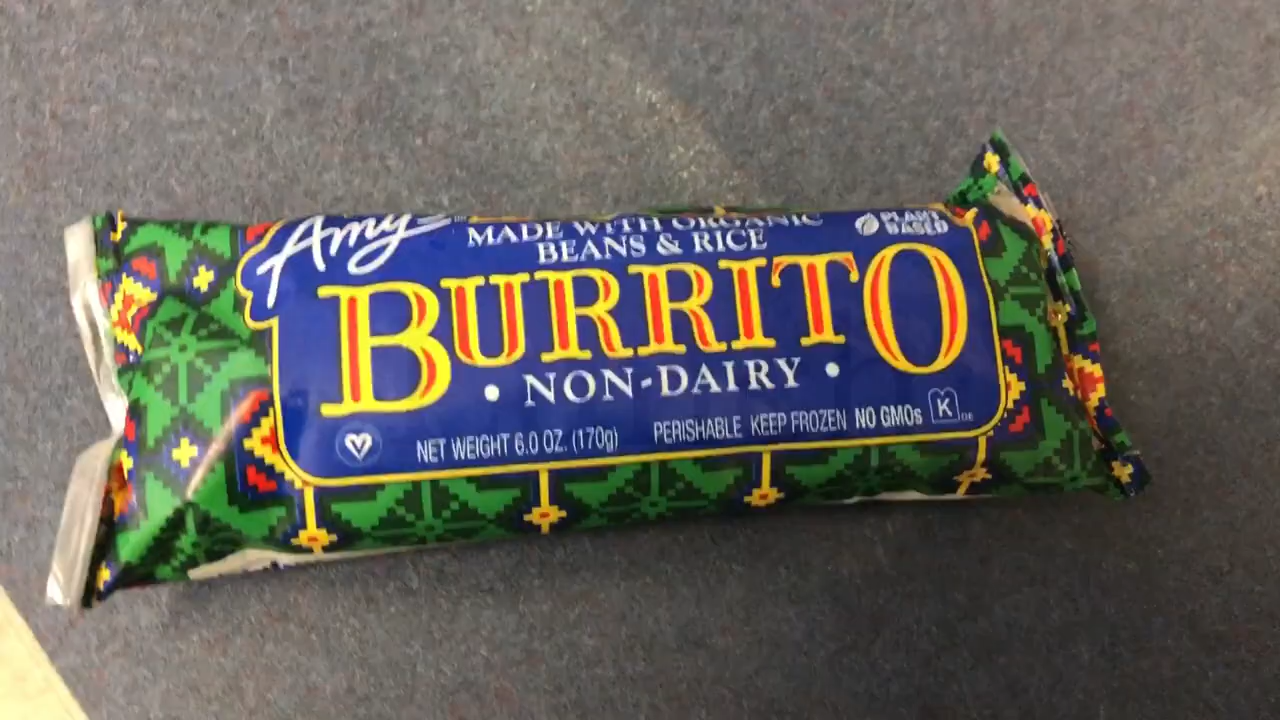 Amy's
MADE WITH ORGANIC
BEANS & RICE
PLANT
BASED
BURRITO
• NON-DAIRY •
NET WEIGHT 6.0 OZ. (170g)
PERISHABLE KEEP FROZEN NO GMOs
K
DE